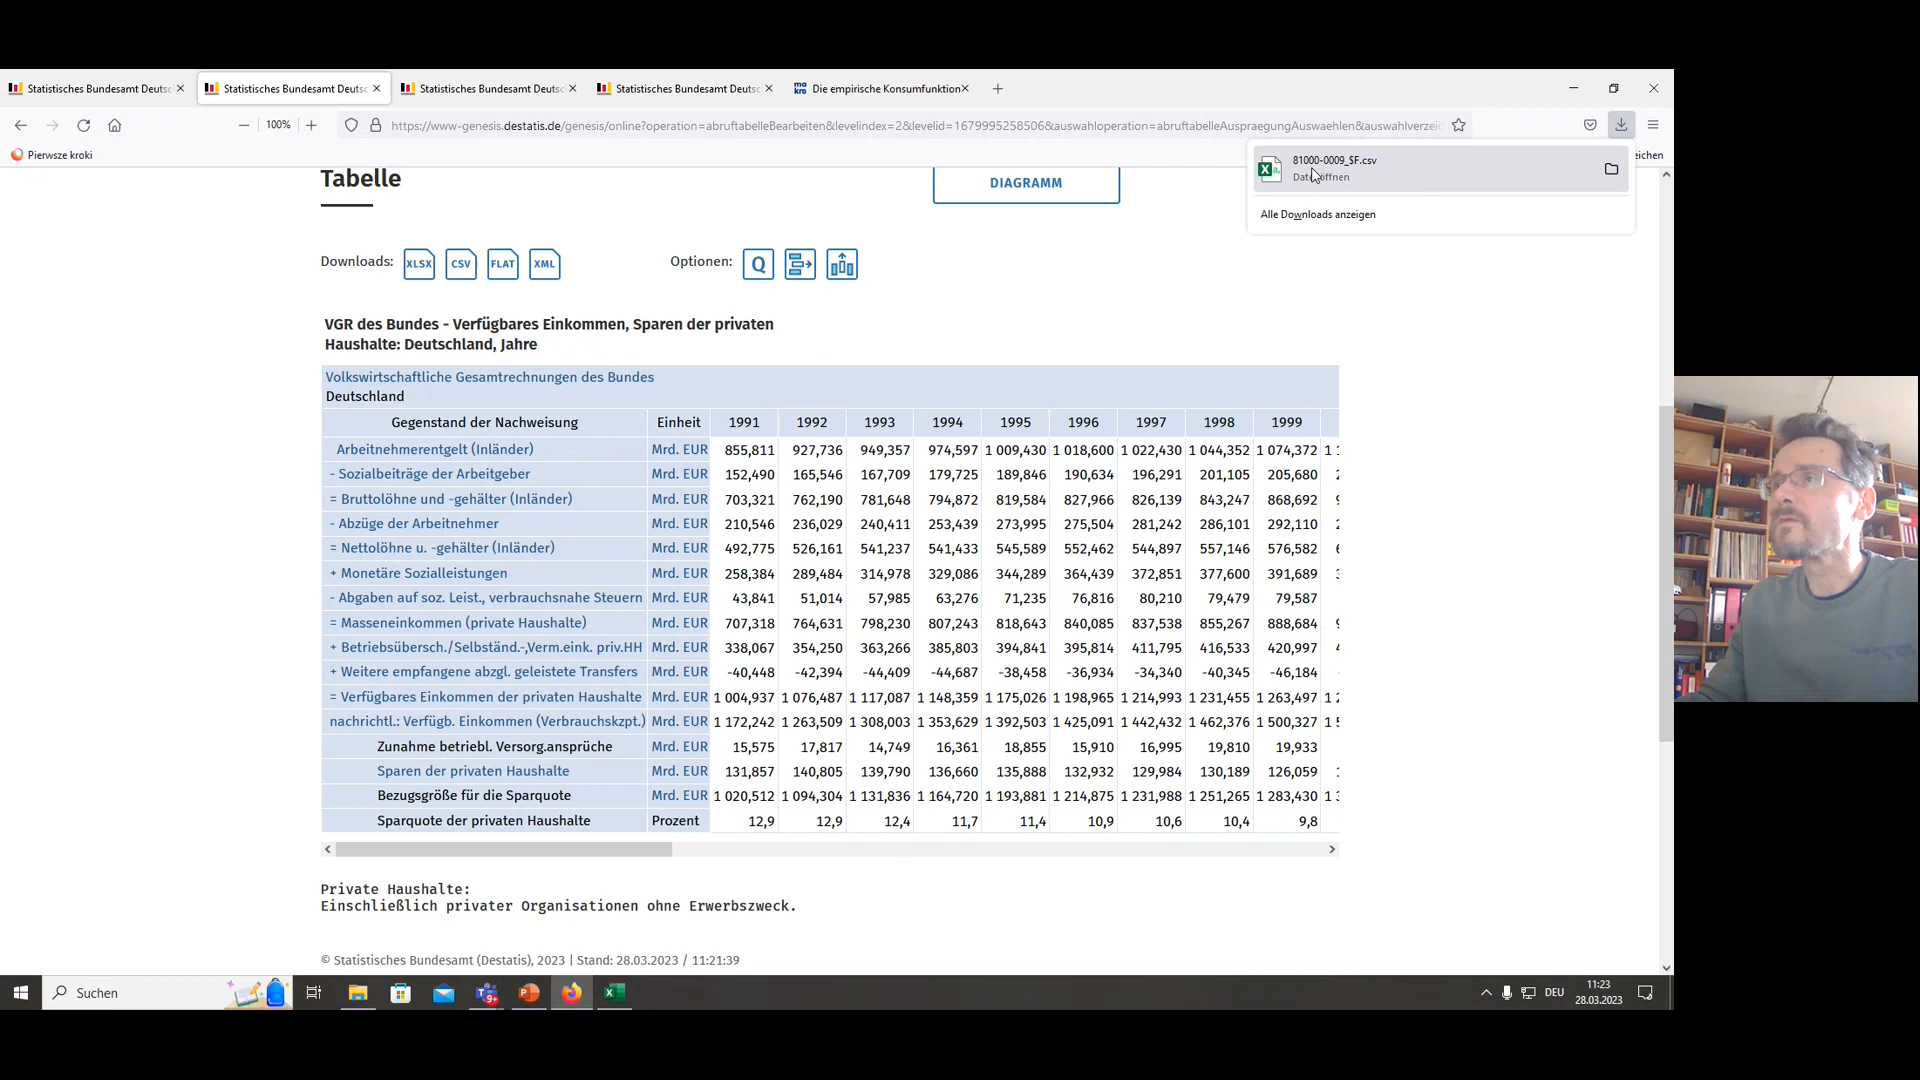 Statistisches Bundesamt Deutsc
Statistisches Bundesamt Deutsc
Statistisches Bundesamt Deutsc
Statistisches Bundesamt Deutsc
Die empirische Konsumfunktion
100%
https://www-genesis.destatis.de/genesis/online?operation=abruftabelleBearbeiten&levelindex=2&levelid=1679995258506&auswahloperation=abruftabelleAuspraegungAuswaehlen&auswahlverzeic
Pierwsze kroki
eichen
81000-0009_$F.csv
Alle Downloads anzeigen
Tabelle
DIAGRAMM
Downloads: XLSX CSV FLAT XML Optionen: Q
VGR des Bundes - Verfügbares Einkommen, Sparen der privaten
Haushalte: Deutschland, Jahre
Volkswirtschaftliche Gesamtrechnungen des Bundes
Deutschland
Gegenstand der Nachweisung Einheit 1991 1992 1993 1994 1995 1996 1997 1998 1999
Arbeitnehmerentgelt (Inländer) Mrd. EUR 855,811 927,736 949,357 974,597 1 009,430 1 018,600 1 022,430 1 044,352 1 074,372 1 1
- Sozialbeiträge der Arbeitgeber Mrd. EUR 152,490 165,546 167,709 179,725 189,846 190,634 196,291 201,105 205,680
= Bruttolöhne und -gehälter (Inländer) Mrd. EUR 703,321 762,190 781,648 794,872 819,584 827,966 826,139 843,247 868,692
- Abzüge der Arbeitnehmer Mrd. EUR 210,546 236,029 240,411 253,439 273,995 275,504 281,242 286,101 292,110
= Nettolöhne u. -gehälter (Inländer) Mrd. EUR 492,775 526,161 541,237 541,433 545,589 552,462 544,897 557,146 576,582
+ Monetäre Sozialleistungen Mrd. EUR 258,384 289,484 314,978 329,086 344,289 364,439 372,851 377,600 391,689
- Abgaben auf soz. Leist., verbrauchsnahe Steuern Mrd. EUR 43,841 51,014 57,985 63,276 71,235 76,816 80,210 79,479 79,587
= Masseneinkommen (private Haushalte) Mrd. EUR 707,318 764,631 798,230 807,243 818,643 840,085 837,538 855,267 888,684
+ Betriebsübersch./Selbständ.-,Verm.eink. priv.HH Mrd. EUR 338,067 354,250 363,266 385,803 394,841 395,814 411,795 416,533 420,997
+ Weitere empfangene abzgl. geleistete Transfers Mrd. EUR -40,448 -42,394 -44,409 -44,687 -38,458 -36,934 -34,340 -40,345 -46,184
= Verfügbares Einkommen der privaten Haushalte Mrd. EUR 1 004,937 1 076,487 1 117,087 1 148,359 1 175,026 1 198,965 1 214,993 1 231,455 1 263,497
nachrichtl.: Verfügb. Einkommen (Verbrauchskzpt.) Mrd. EUR 1 172,242 1 263,509 1 308,003 1 353,629 1 392,503 1 425,091 1 442,432 1 462,376 1 500,327
Zunahme betriebl. Versorg.ansprüche Mrd. EUR 15,575 17,817 14,749 16,361 18,855 15,910 16,995 19,810 19,933
Sparen der privaten Haushalte Mrd. EUR 131,857 140,805 139,790 136,660 135,888 132,932 129,984 130,189 126,059
Bezugsgröße für die Sparquote Mrd. EUR 1 020,512 1 094,304 1 131,836 1 164,720 1 193,881 1 214,875 1 231,988 1 251,265 1 283,430
Sparquote der privaten Haushalte Prozent 12,9 12,9 12,4 11,7 11,4 10,9 10,6 10,4 9,8
Private Haushalte:
Einschließlich privater Organisationen ohne Erwerbszweck.
© Statistisches Bundesamt (Destatis), 2023 | Stand: 28.03.2023 / 11:21:39
Suchen
DEU
11:23
28.03.2023